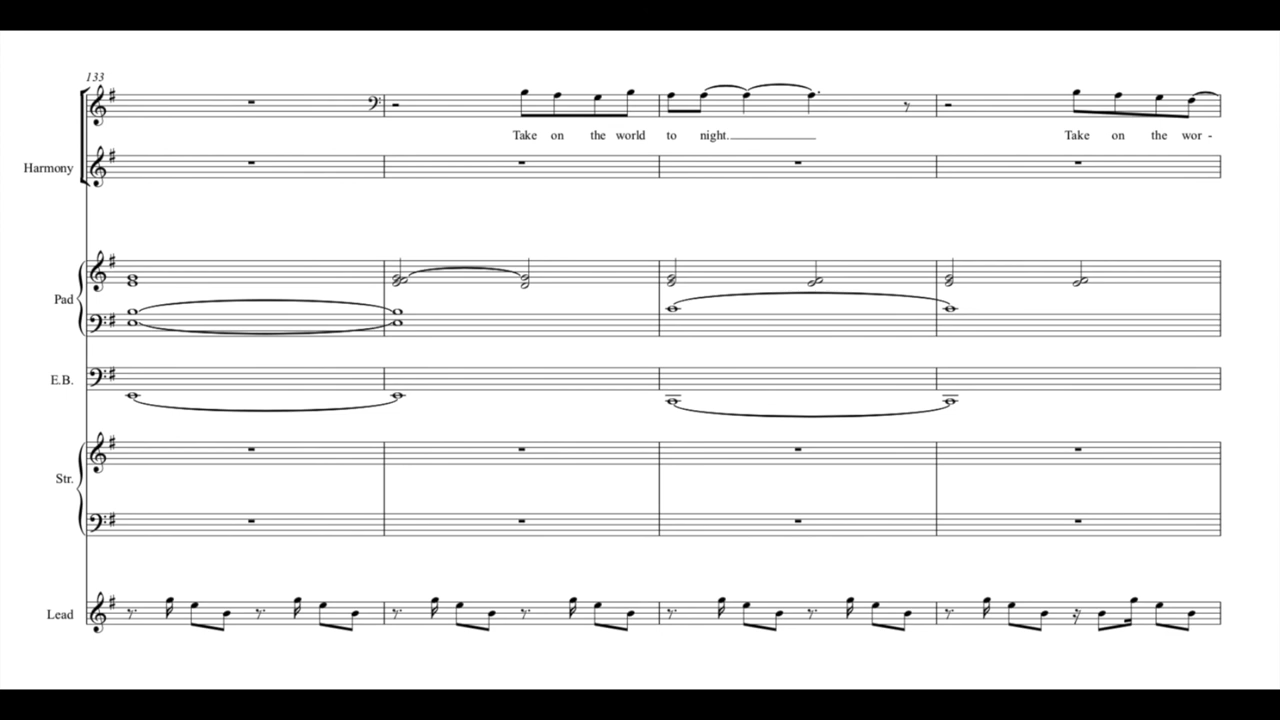 133
Take on the world to night. Take on the wor -
Harmony
Pad
E.B.
Str.
Lead